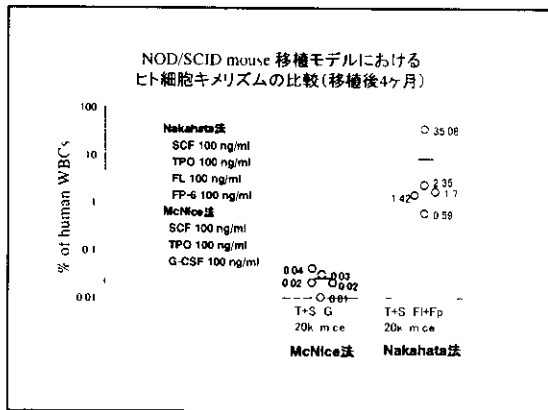 NOD/SCID mouse 移植モデルにおける
ヒト細胞キメリズムの比較(移植後4ヶ月)
% of human WBCs
100
10
1
0 1
0.01
Nakahata法
SCF 100 ng/ml
TPO 100 ng/ml
FL 100 ng/ml
FP-6 100 ng/ml
McNice法
SCF 100 ng/ml
TPO 100 ng/ml
G-CSF 100 ng/ml
35 08
2 35
1 42
1.7
0 59
0.04
0.03
0.02
0.02
0.01
T+S G
20k mice
McNice法
T+S Fl+Fp
20k mice
Nakahata法